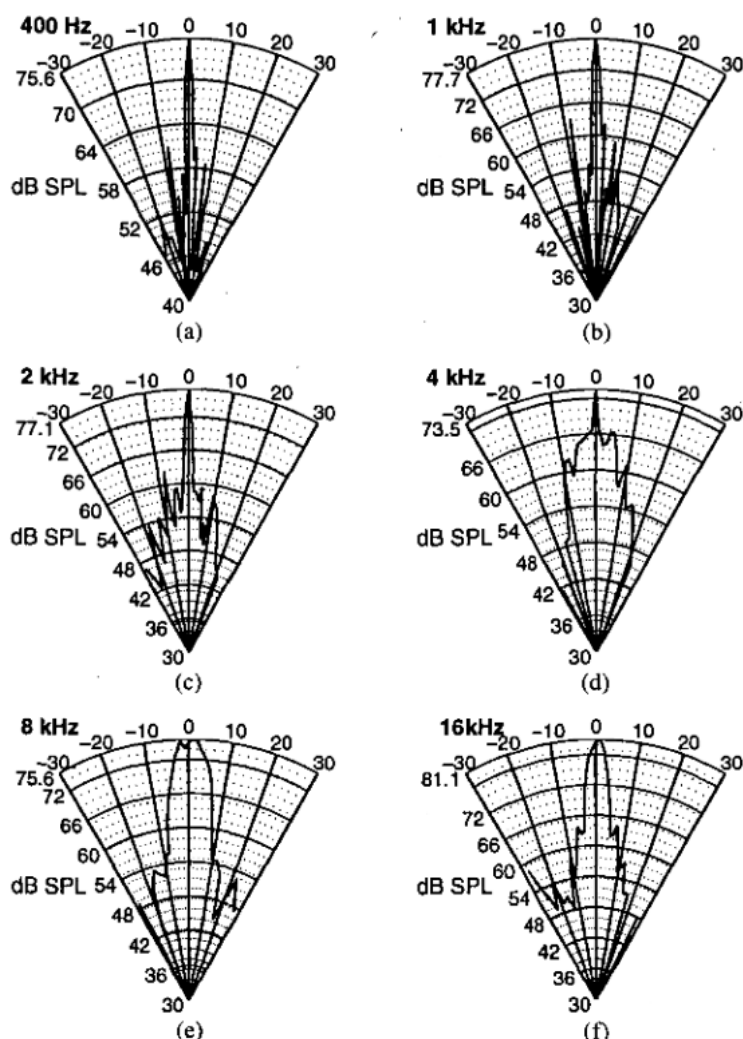 400 Hz
-30 -20 -10 0 10 20 30
75.6
70
64
dB SPL 58
52
46
40
(a)
1 kHz
-30 -20 -10 0 10 20 30
77.7
72
66
60
dB SPL 54
48
42
36
30
(b)
2 kHz
-30 -20 -10 0 10 20 30
77.1
72
66
60
dB SPL 54
48
42
36
30
(c)
4 kHz
-30 -20 -10 0 10 20 30
73.5
66
60
dB SPL 54
48
42
36
30
(d)
8 kHz
-30 -20 -10 0 10 20 30
75.6
72
66
60
dB SPL 54
48
42
36
30
(e)
16kHz
-30 -20 -10 0 10 20 30
81.1
72
66
60
dB SPL 54
48
42
36
30
(f)